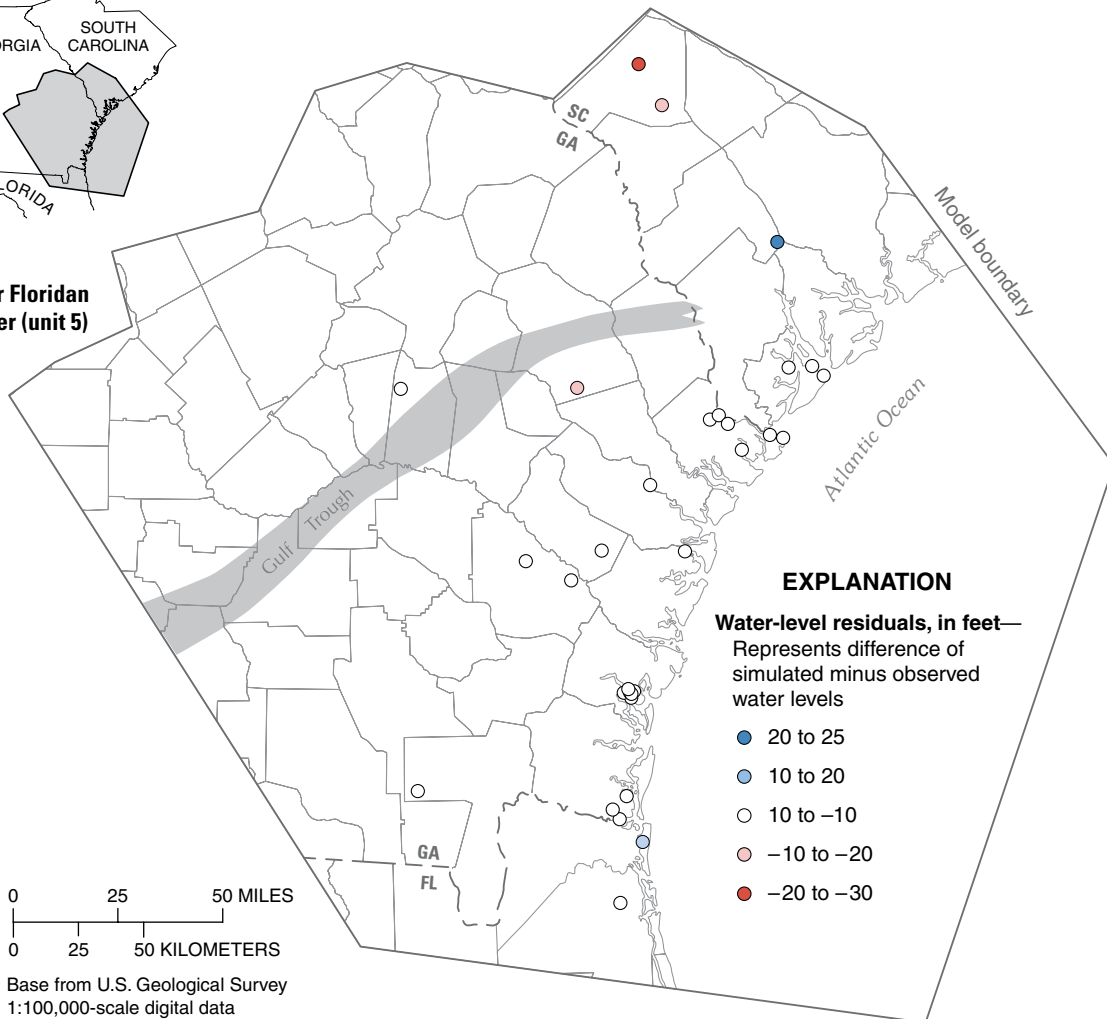 SOUTH
CAROLINA
RGIA
ORIDA
r Floridan
er (unit 5)
SC
GA
Model boundary
Atlantic Ocean
Gulf Trough
EXPLANATION
Water-level residuals, in feet—
Represents difference of
simulated minus observed
water levels
20 to 25
10 to 20
10 to –10
–10 to –20
–20 to –30
GA
FL
0 25 50 MILES
0 25 50 KILOMETERS
Base from U.S. Geological Survey
1:100,000-scale digital data